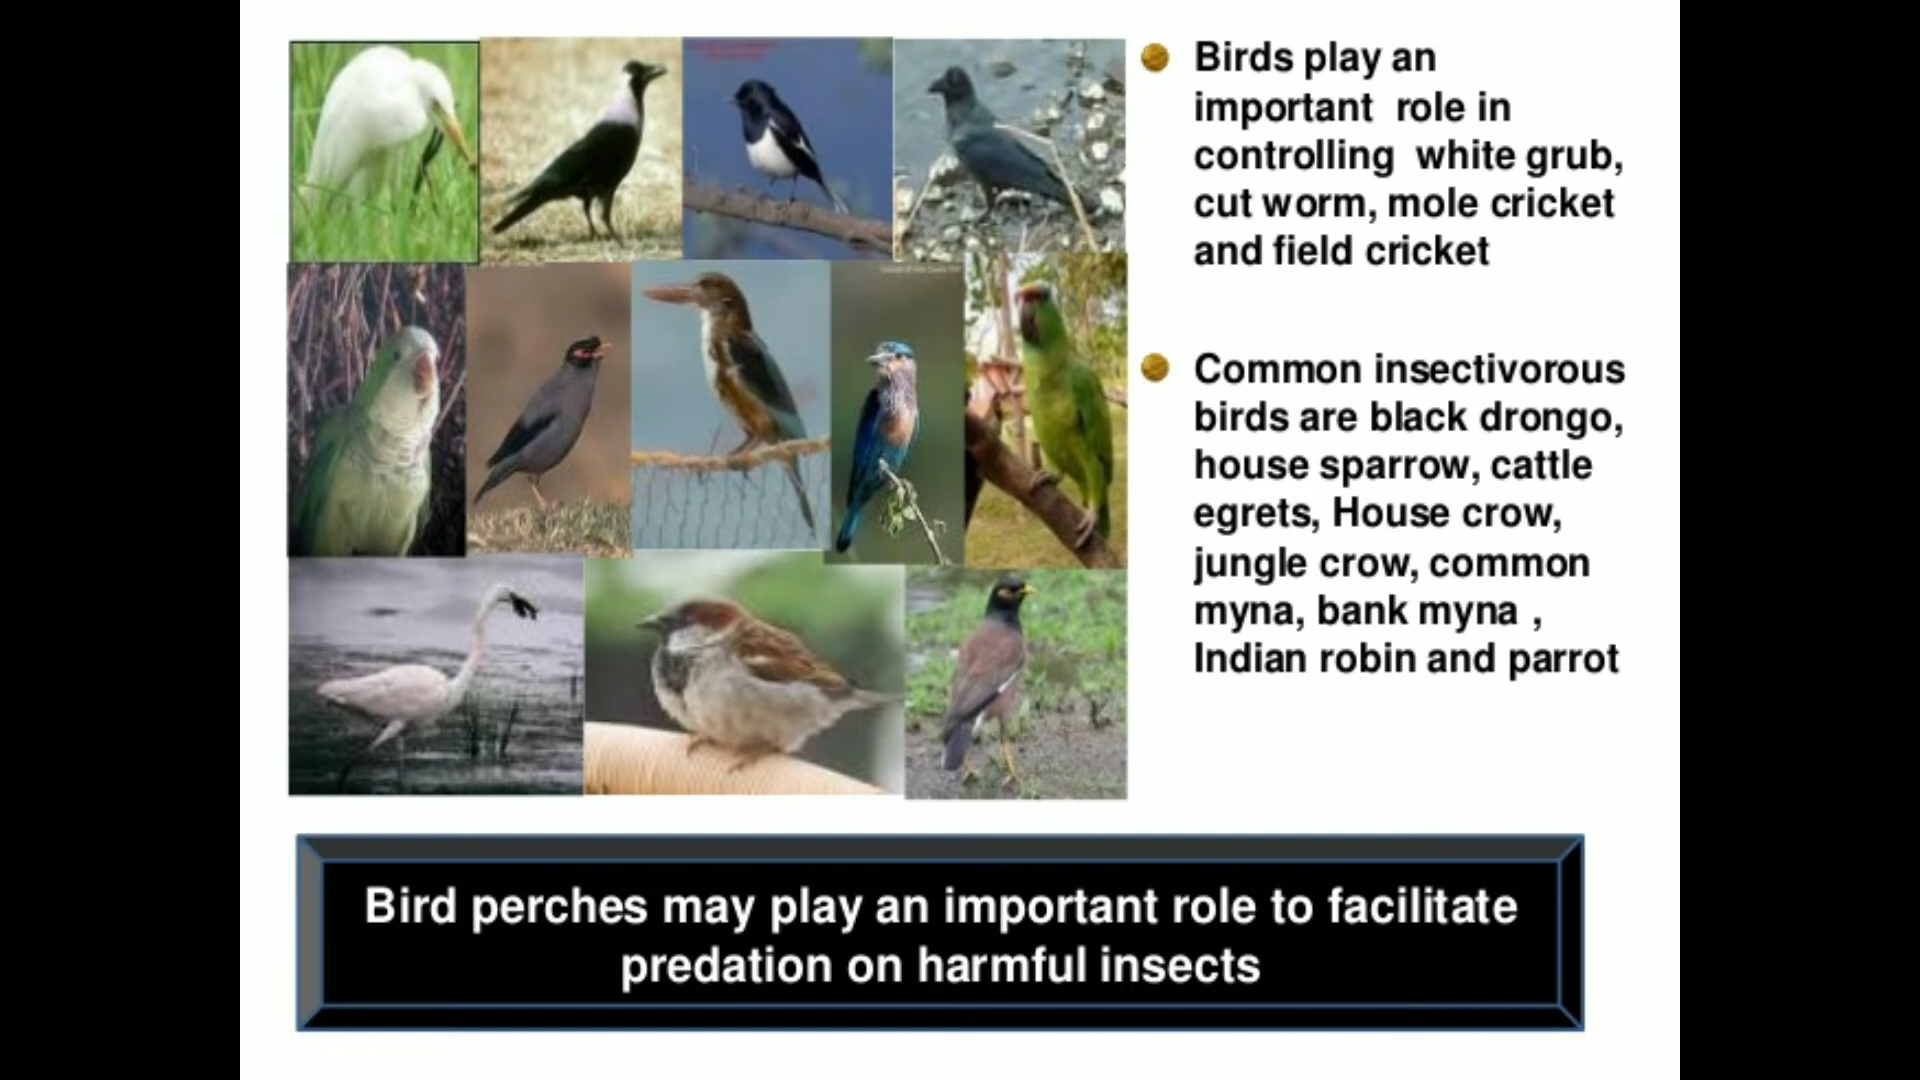 Birds play an
important role in
controlling white grub,
cut worm, mole cricket
and field cricket
Common insectivorous
birds are black drongo,
house sparrow, cattle
egrets, House crow,
jungle crow, common
myna, bank myna ,
Indian robin and parrot
Bird perches may play an important role to facilitate
predation on harmful insects